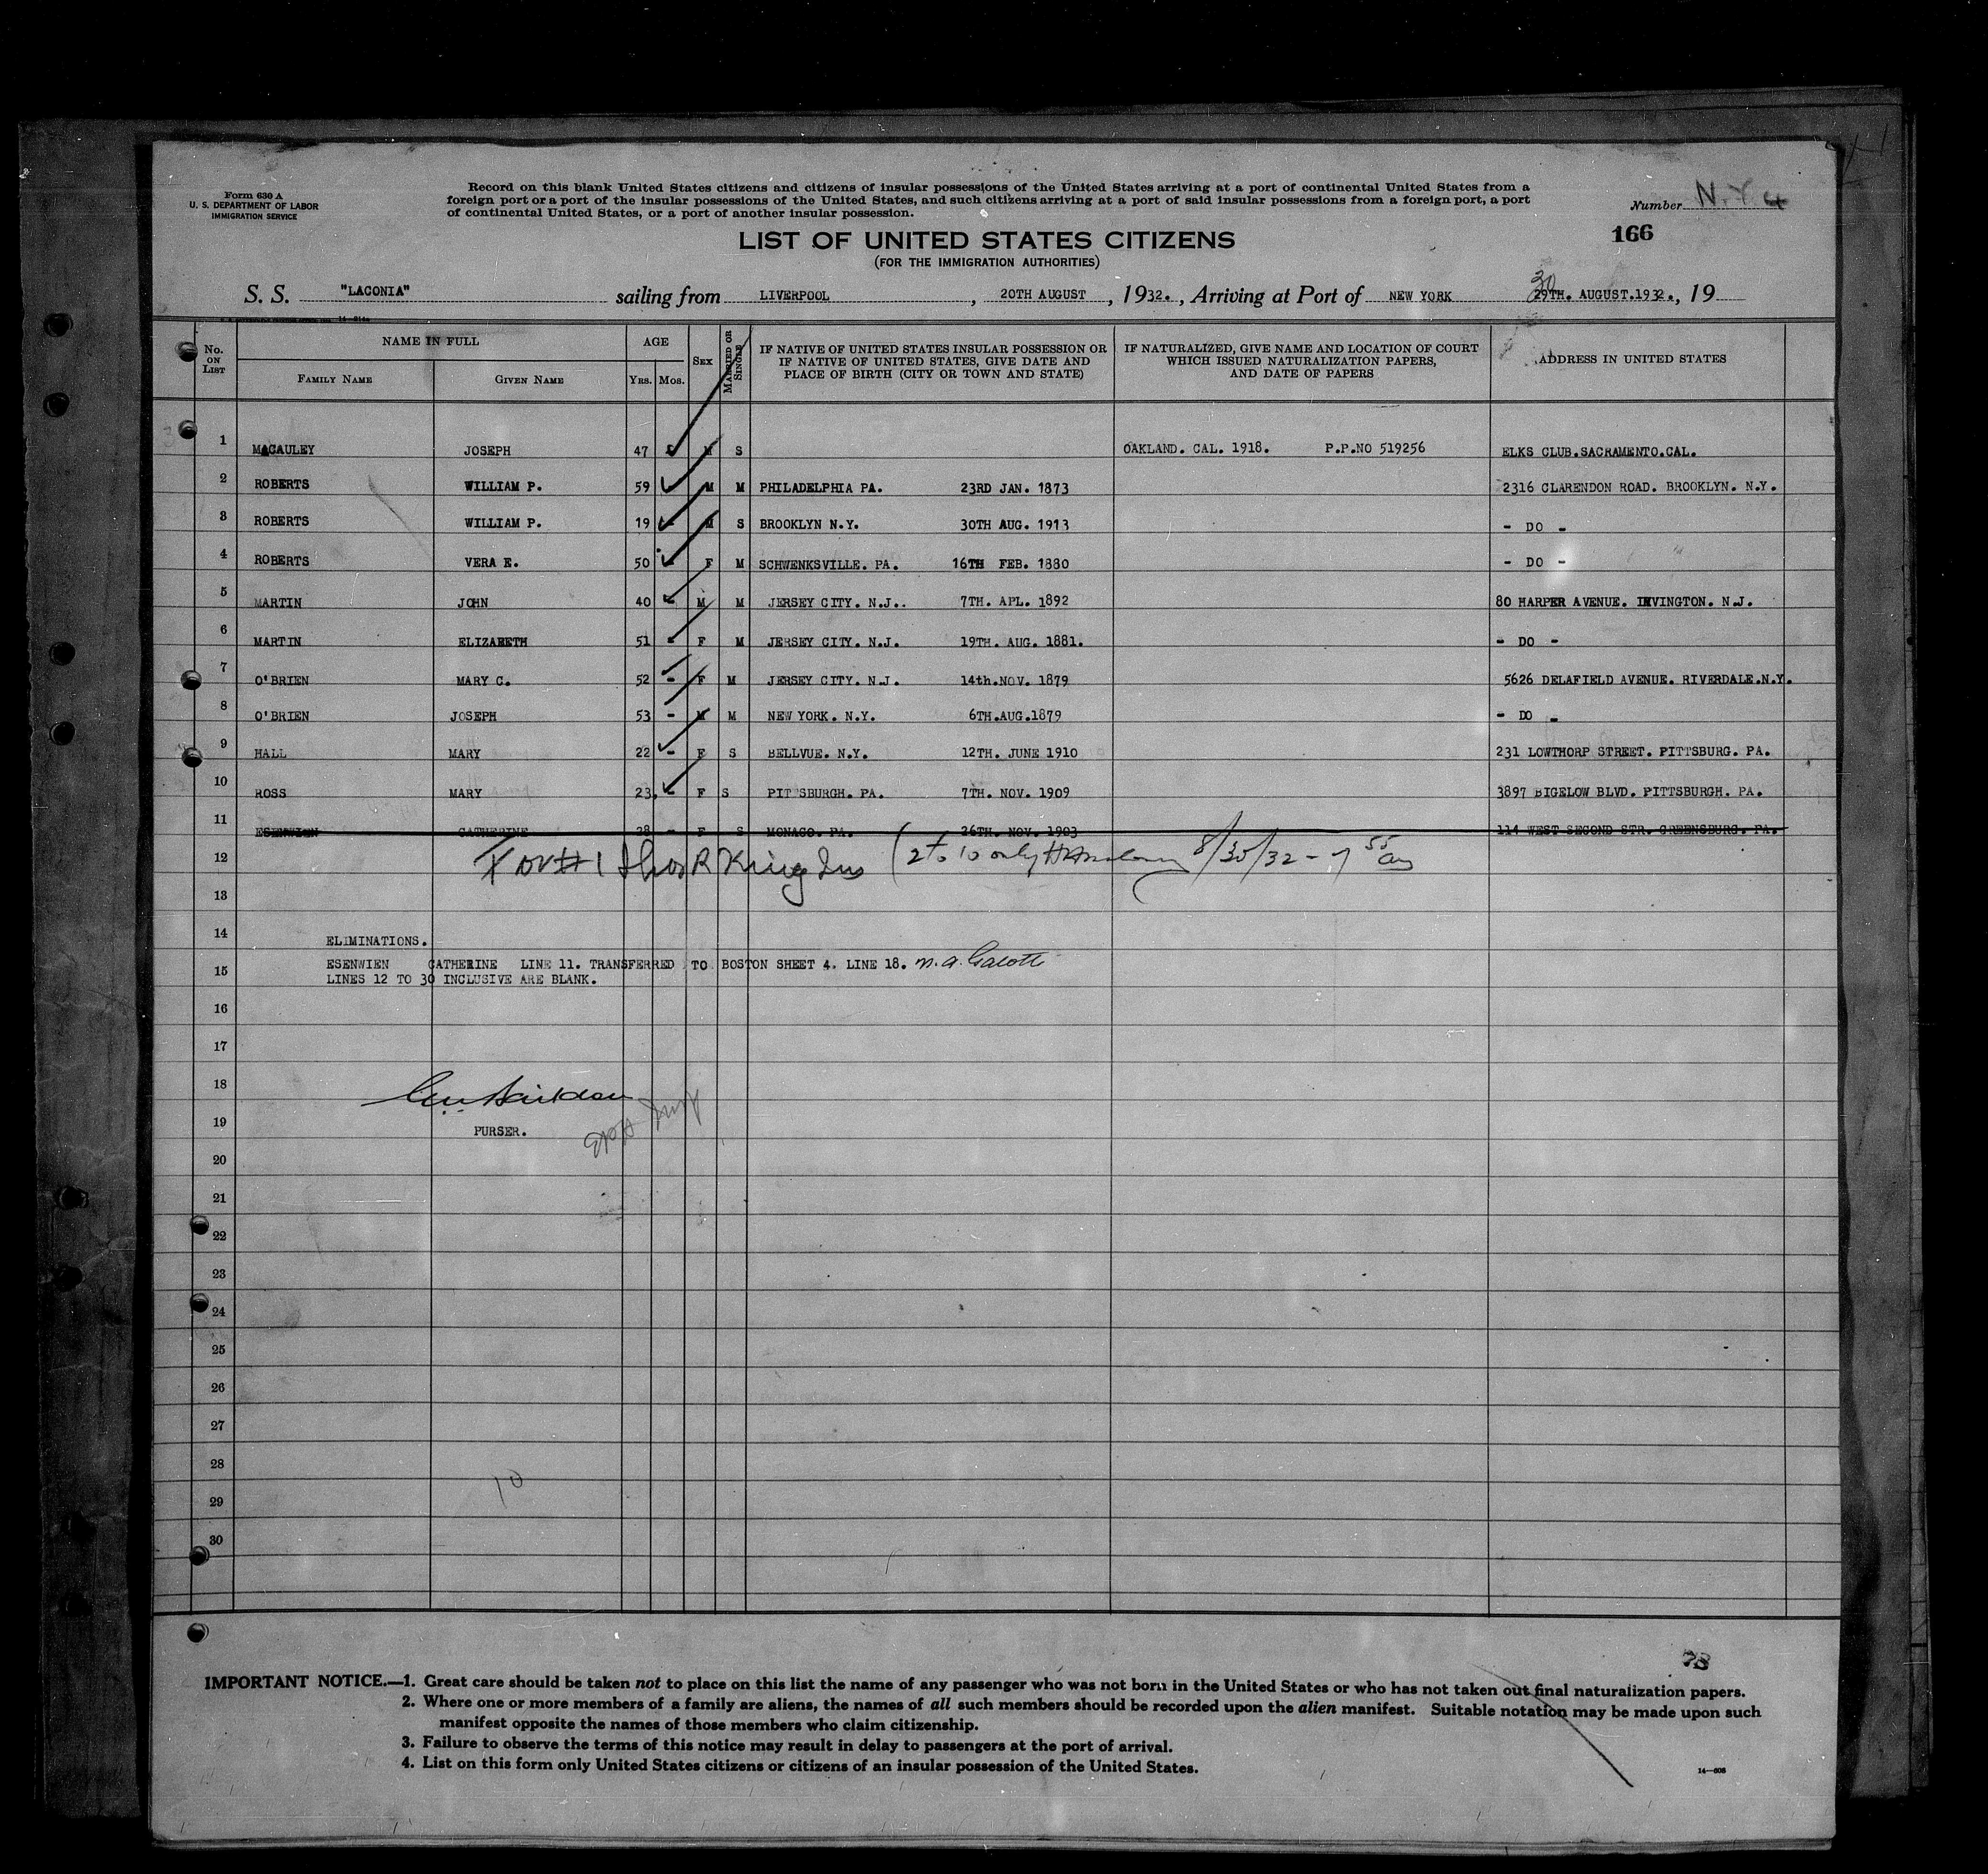 Form 630 A
U. S. DEPARTMENT OF LABOR
IMMIGRATION SERVICE
Record on this blank United States citizens and citizens of insular possessions of the United States arriving at a port of continental United States from a
foreign port or a port of the insular possessions of the United States, and such citizens arriving at a port of said insular possessions from a foreign port, a port
of continental United States, or a port of another insular possession.
Number N.Y. 4
166
LIST OF UNITED STATES CITIZENS
(FOR THE IMMIGRATION AUTHORITIES)
30
S. S. "LACONIA" sailing from LIVERPOOL, 20TH AUGUST, 1932., Arriving at Port of NEW YORK 29TH. AUGUST.1932., 19
No. ON LIST
NAME IN FULL
FAMILY NAME GIVEN NAME
AGE
YRS. MOS.
SEX
MARRIED OR SINGLE
IF NATIVE OF UNITED STATES INSULAR POSSESSION OR
IF NATIVE OF UNITED STATES, GIVE DATE AND
PLACE OF BIRTH (CITY OR TOWN AND STATE)
IF NATURALIZED, GIVE NAME AND LOCATION OF COURT
WHICH ISSUED NATURALIZATION PAPERS,
AND DATE OF PAPERS
ADDRESS IN UNITED STATES
1 MACAULEY JOSEPH 47 - M S OAKLAND. CAL. 1918. P.P.NO 519256 ELKS CLUB.SACRAMENTO.CAL.
2 ROBERTS WILLIAM P. 59 - M M PHILADELPHIA PA. 23RD JAN. 1873 2316 CLARENDON ROAD. BROOKLYN. N.Y.
3 ROBERTS WILLIAM P. 19 - M S BROOKLYN N.Y. 30TH AUG. 1913 - DO -
4 ROBERTS VERA E. 50 - F M SCHWENKSVILLE. PA. 16TH FEB. 1880 - DO -
5 MARTIN JOHN 40 - M M JERSEY CITY. N.J.. 7TH. APL. 1892 80 HARPER AVENUE. IRVINGTON. N.J.
6 MARTIN ELIZABETH 51 - F M JERSEY CITY. N.J. 19TH. AUG. 1881. - DO -
7 O'BRIEN MARY C. 52 - F M JERSEY CITY. N.J. 14th.NOV. 1879 5626 DELAFIELD AVENUE. RIVERDALE.N.Y.
8 O'BRIEN JOSEPH 53 - M M NEW YORK. N.Y. 6TH.AUG.1879 - DO -
9 HALL MARY 22 - F S BELLVUE. N.Y. 12TH. JUNE 1910 231 LOWTHORP STREET. PITTSBURG. PA.
10 ROSS MARY 23 - F S PITTSBURGH. PA. 7TH. NOV. 1909 3897 BIGELOW BLVD. PITTSBURGH. PA.
11 ESENWIEN CATHERINE 28 - F S MONACO. PA. 26TH. NOV. 1903 114 WEST SECOND STR. GREENSBURG. PA.
12 King Ins (2 to 10 only 8/30/32 - 7 55
13
14 ELIMINATIONS.
15 ESENWIEN CATHERINE LINE 11. TRANSFERRED TO BOSTON SHEET 4. LINE 18.
LINES 12 TO 30 INCLUSIVE ARE BLANK.
16
17
18
19 PURSER.
20
21
22
23
24
25
26
27
28
10
29
30
IMPORTANT NOTICE.—1. Great care should be taken not to place on this list the name of any passenger who was not born in the United States or who has not taken out final naturalization papers.
2. Where one or more members of a family are aliens, the names of all such members should be recorded upon the alien manifest. Suitable notation may be made upon such
manifest opposite the names of those members who claim citizenship.
3. Failure to observe the terms of this notice may result in delay to passengers at the port of arrival.
4. List on this form only United States citizens or citizens of an insular possession of the United States.
14—808